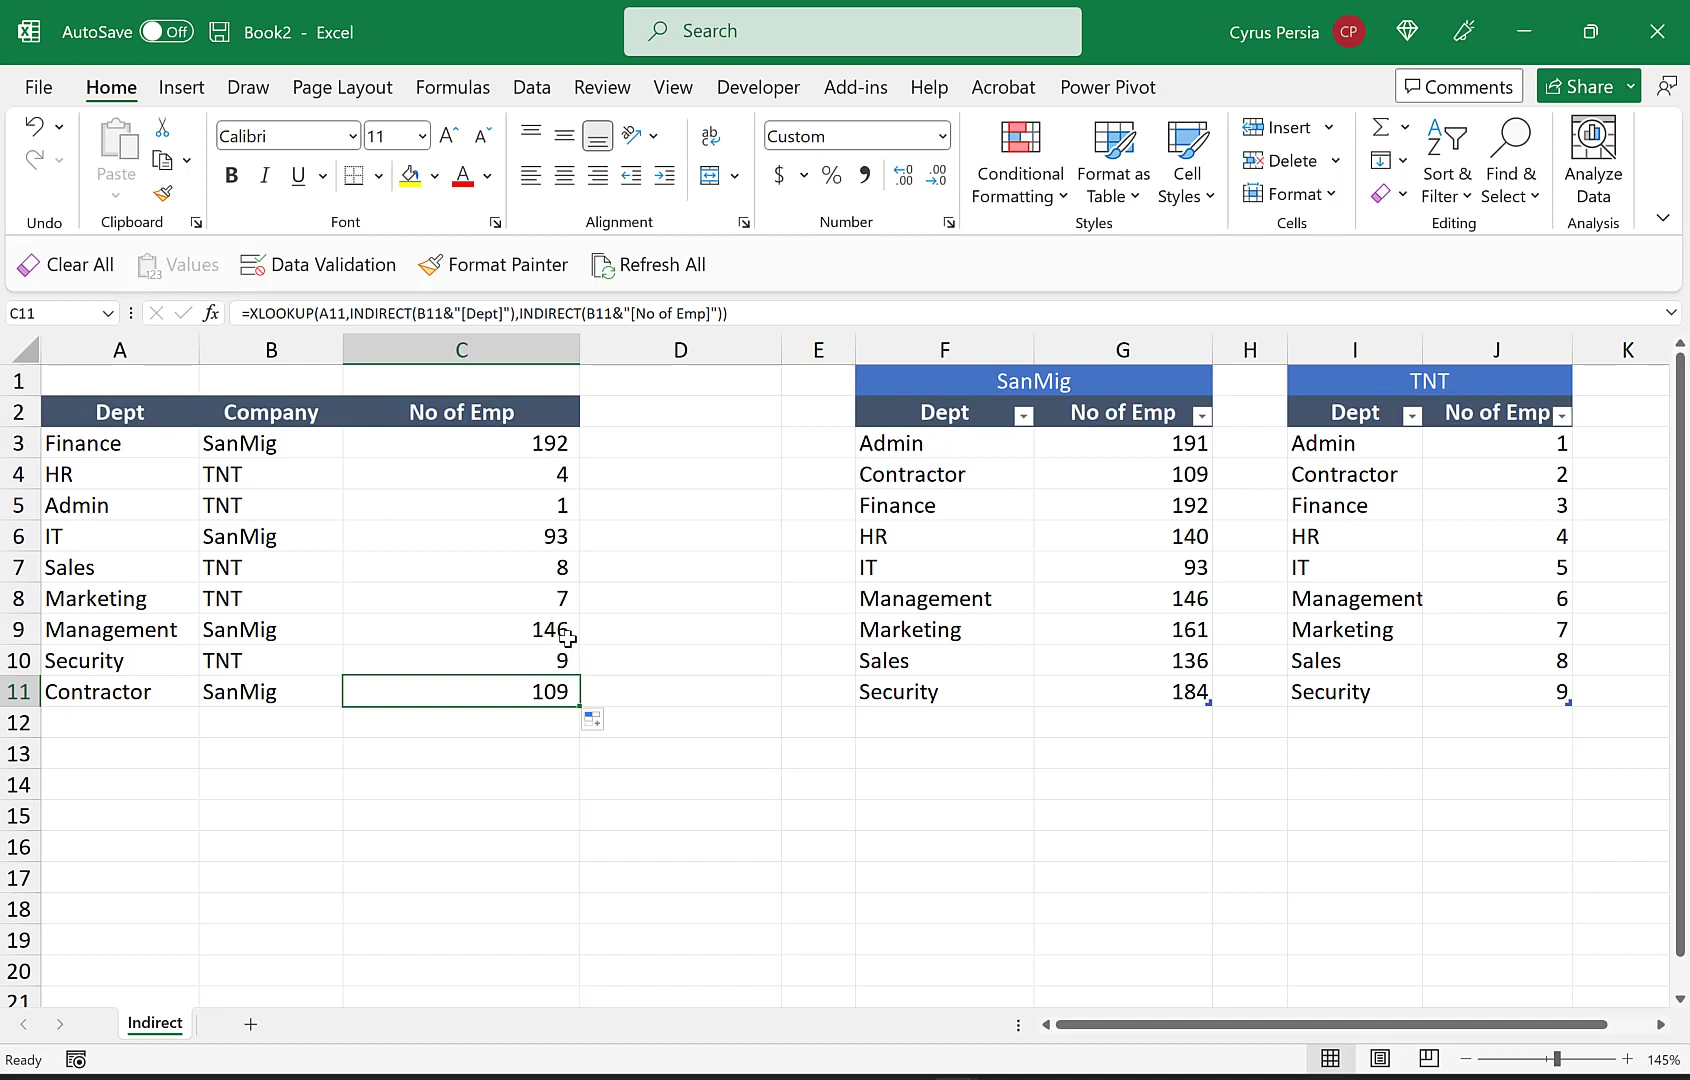 AutoSave Off Book2 - Excel Search Cyrus Persia CP
File Home Insert Draw Page Layout Formulas Data Review View Developer Add-ins Help Acrobat Power Pivot Comments Share
Calibri 11 A A ab c Custom Insert
Paste B I U A $ % 9 .00 .00 Conditional Formatting Format as Table Cell Styles Delete Format Sort & Filter Find & Select Analyze Data
Undo Clipboard Font Alignment Number Styles Cells Editing Analysis
Clear All Values Data Validation Format Painter Refresh All
C11 fx =XLOOKUP(A11,INDIRECT(B11&"[Dept]"),INDIRECT(B11&"[No of Emp]"))
A B C D E F G H I J K
1 SanMig TNT
2 Dept Company No of Emp Dept No of Emp Dept No of Emp
3 Finance SanMig 192 Admin 191 Admin 1
4 HR TNT 4 Contractor 109 Contractor 2
5 Admin TNT 1 Finance 192 Finance 3
6 IT SanMig 93 HR 140 HR 4
7 Sales TNT 8 IT 93 IT 5
8 Marketing TNT 7 Management 146 Management 6
9 Management SanMig 146 Marketing 161 Marketing 7
10 Security TNT 9 Sales 136 Sales 8
11 Contractor SanMig 109 Security 184 Security 9
12
13
14
15
16
17
18
19
20
21
Indirect
Ready 145%